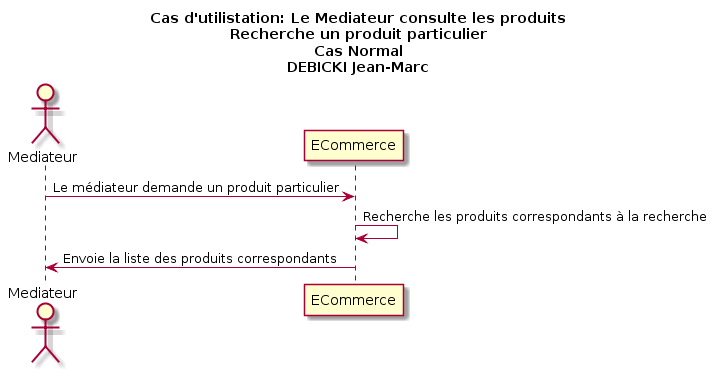 Cas d'utilistation: Le Mediateur consulte les produits
Recherche un produit particulier
Cas Normal
DEBICKI Jean-Marc
Mediateur
ECommerce
Le médiateur demande un produit particulier
Recherche les produits correspondants à la recherche
Envoie la liste des produits correspondants
Mediateur
ECommerce